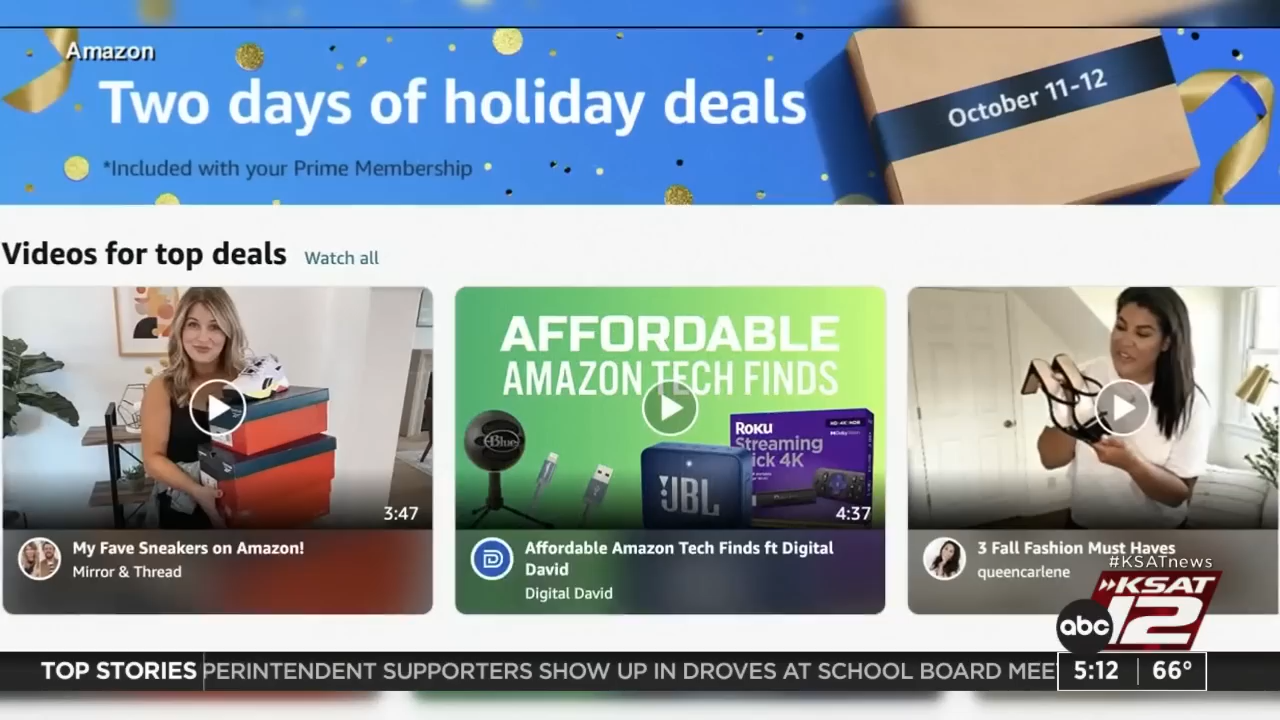 Amazon
Two days of holiday deals
October 11-12
*Included with your Prime Membership
Videos for top deals Watch all
AFFORDABLE
AMAZON TECH FINDS
Blue
Roku
Streaming
JBL
3:47
4:37
My Fave Sneakers on Amazon!
Mirror & Thread
Affordable Amazon Tech Finds ft Digital
David
Digital David
3 Fall Fashion Must Haves
queencarlene
#KSATnews
KSAT
12
abc
TOP STORIES PERINTENDENT SUPPORTERS SHOW UP IN DROVES AT SCHOOL BOARD MEE
5:12 66°